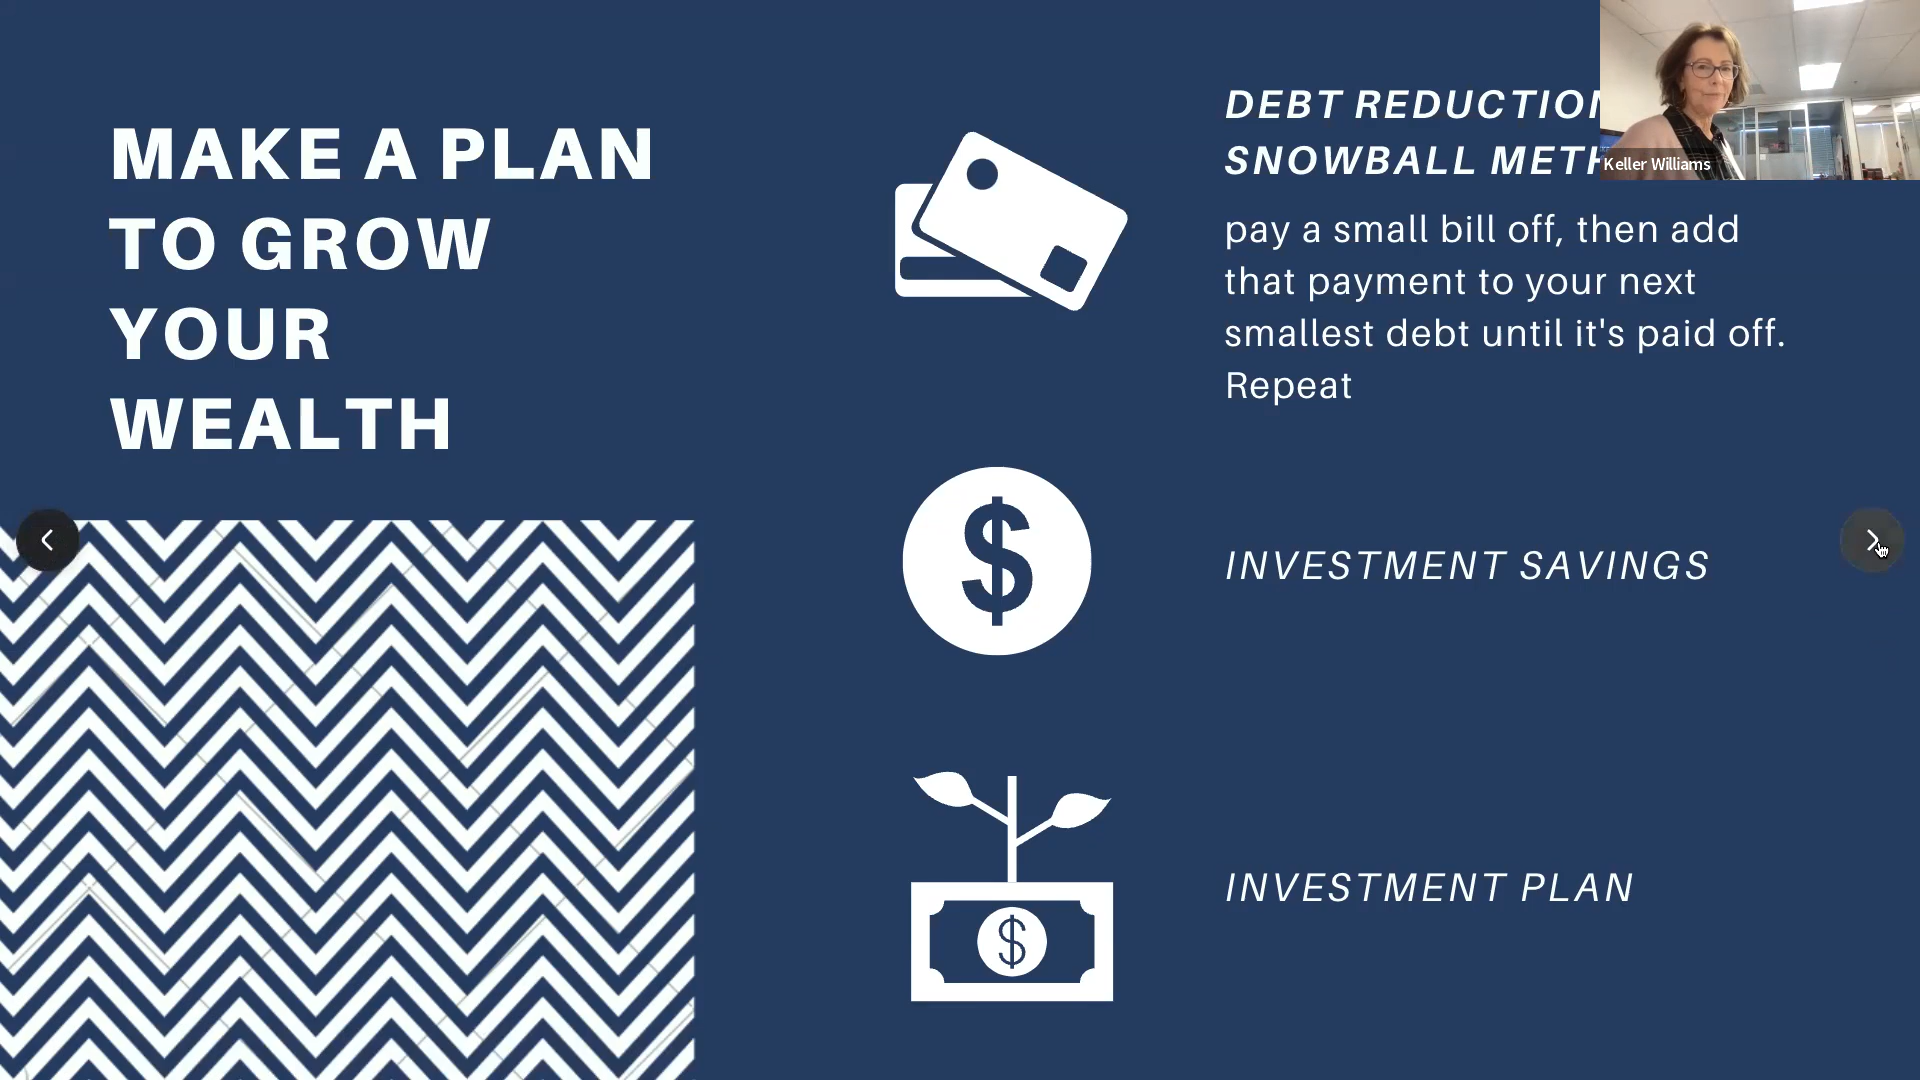 MAKE A PLAN
TO GROW
YOUR
WEALTH
DEBT REDUCTION
SNOWBALL METH
pay a small bill off, then add
that payment to your next
smallest debt until it's paid off.
Repeat
INVESTMENT SAVINGS
INVESTMENT PLAN
Keller Williams